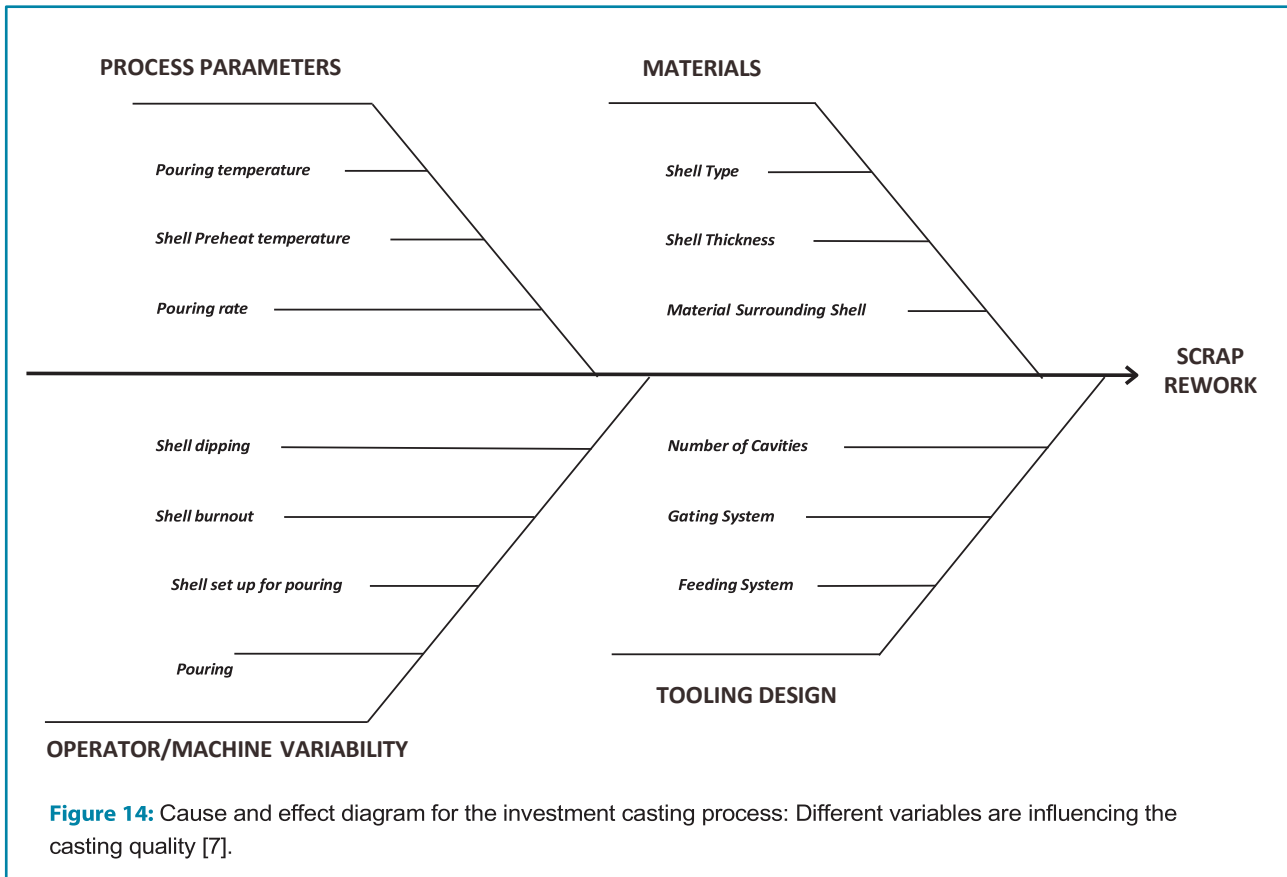 PROCESS PARAMETERS
Pouring temperature
Shell Preheat temperature
Pouring rate
MATERIALS
Shell Type
Shell Thickness
Material Surrounding Shell
SCRAP
REWORK
Shell dipping
Shell burnout
Shell set up for pouring
Pouring
OPERATOR/MACHINE VARIABILITY
Number of Cavities
Gating System
Feeding System
TOOLING DESIGN
Figure 14: Cause and effect diagram for the investment casting process: Different variables are influencing the
casting quality [7].